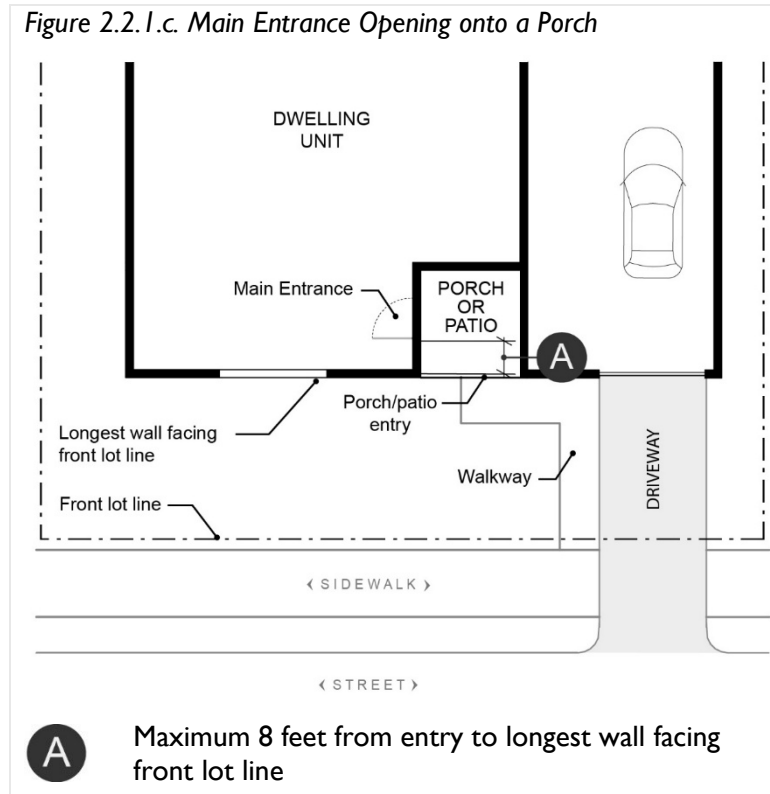 Figure 2.2.1.c. Main Entrance Opening onto a Porch
DWELLING
UNIT
Main Entrance
PORCH
OR
PATIO
A
Porch/patio
entry
Longest wall facing
front lot line
Walkway
DRIVEWAY
Front lot line
SIDEWALK
STREET
A
Maximum 8 feet from entry to longest wall facing
front lot line